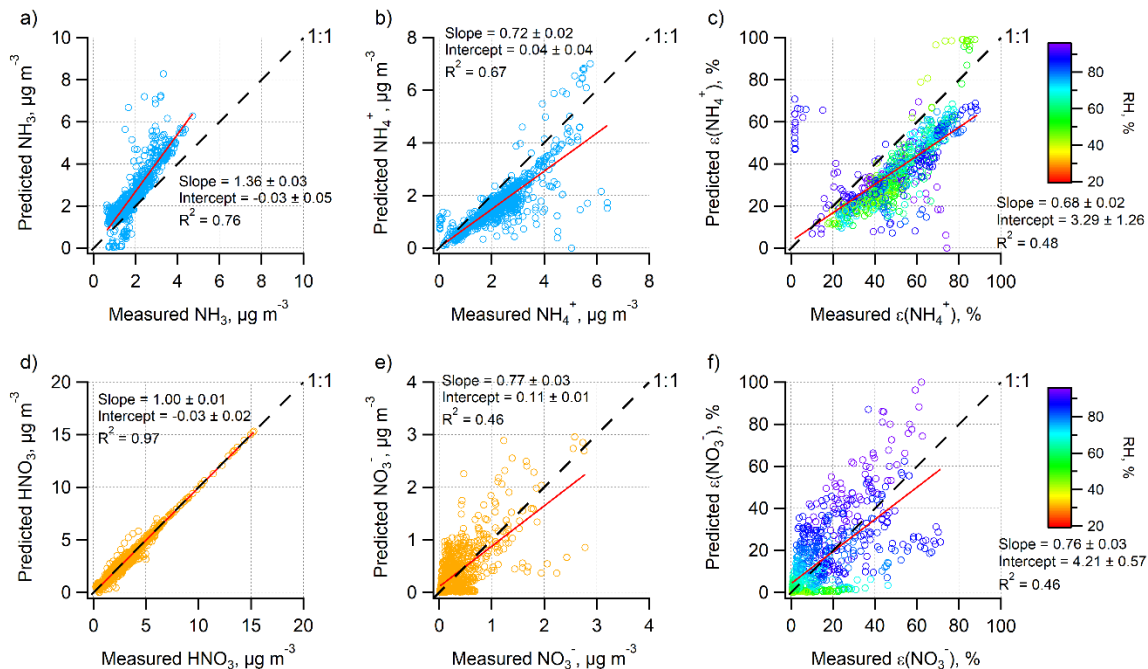 a)
Predicted NH3, µg m-3
10
8
6
4
2
0
1:1
Slope = 1.36 ± 0.03
Intercept = -0.03 ± 0.05
R2 = 0.76
0 2 4 6 8 10
Measured NH3, µg m-3
b)
Predicted NH4+, µg m-3
8
6
4
2
0
Slope = 0.72 ± 0.02
Intercept = 0.04 ± 0.04
R2 = 0.67
1:1
0 2 4 6 8
Measured NH4+, µg m-3
c)
Predicted ε(NH4+), %
100
80
60
40
20
0
1:1
0 20 40 60 80 100
Measured ε(NH4+), %
80
60
40
20
RH, %
Slope = 0.68 ± 0.02
Intercept = 3.29 ± 1.26
R2 = 0.48
d)
Predicted HNO3, µg m-3
20
15
10
5
0
1:1
Slope = 1.00 ± 0.01
Intercept = -0.03 ± 0.02
R2 = 0.97
0 5 10 15 20
Measured HNO3, µg m-3
e)
Predicted NO3-, µg m-3
4
3
2
1
0
Slope = 0.77 ± 0.03
Intercept = 0.11 ± 0.01
R2 = 0.46
1:1
0 1 2 3 4
Measured NO3-, µg m-3
f)
Predicted ε(NO3-), %
100
80
60
40
20
0
1:1
0 20 40 60 80 100
Measured ε(NO3-), %
80
60
40
20
RH, %
Slope = 0.76 ± 0.03
Intercept = 4.21 ± 0.57
R2 = 0.46